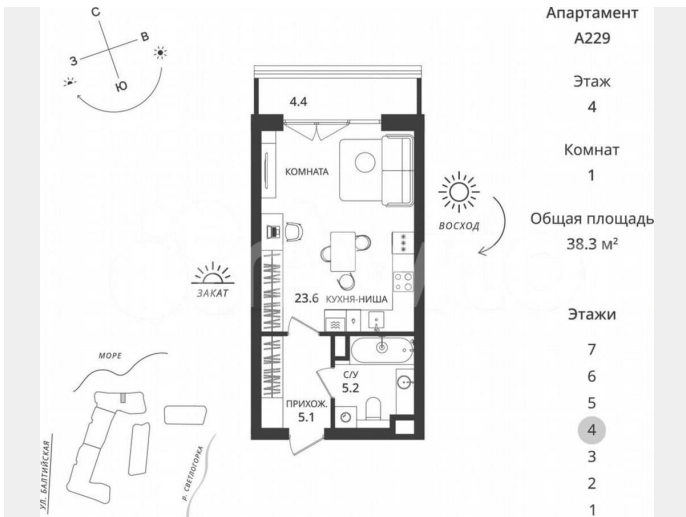 С
В
З
Ю
Апартамент
А229
Этаж
4
Комнат
1
Общая площадь
38.3 м²
4.4
КОМНАТА
ВОСХОД
ЗАКАТ
23.6 КУХНЯ-НИША
С/У
5.2
ПРИХОЖ.
5.1
МОРЕ
УЛ. БАЛТИЙСКАЯ
Р. СВЕТЛОГОРКА
Этажи
7
6
5
4
3
2
1